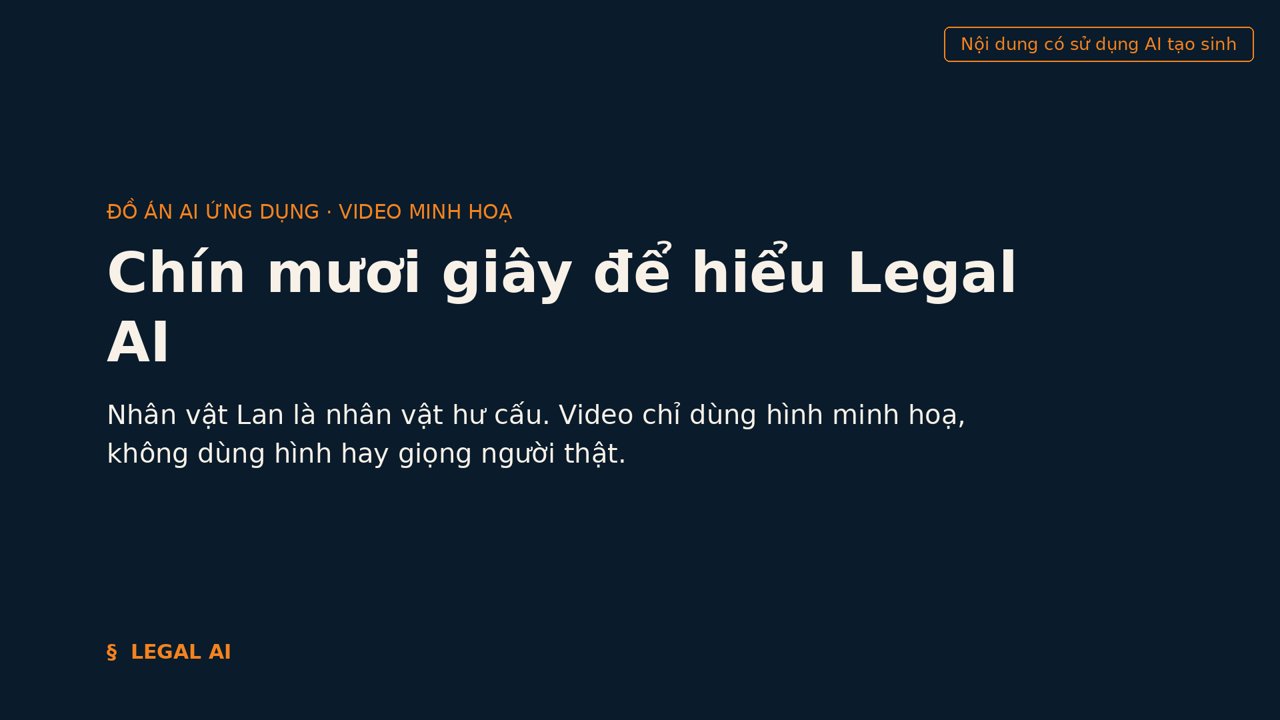 Nội dung có sử dụng AI tạo sinh
ĐỒ ÁN AI ỨNG DỤNG · VIDEO MINH HOẠ
Chín mươi giây để hiểu Legal
AI
Nhân vật Lan là nhân vật hư cấu. Video chỉ dùng hình minh hoạ,
không dùng hình hay giọng người thật.
§ LEGAL AI